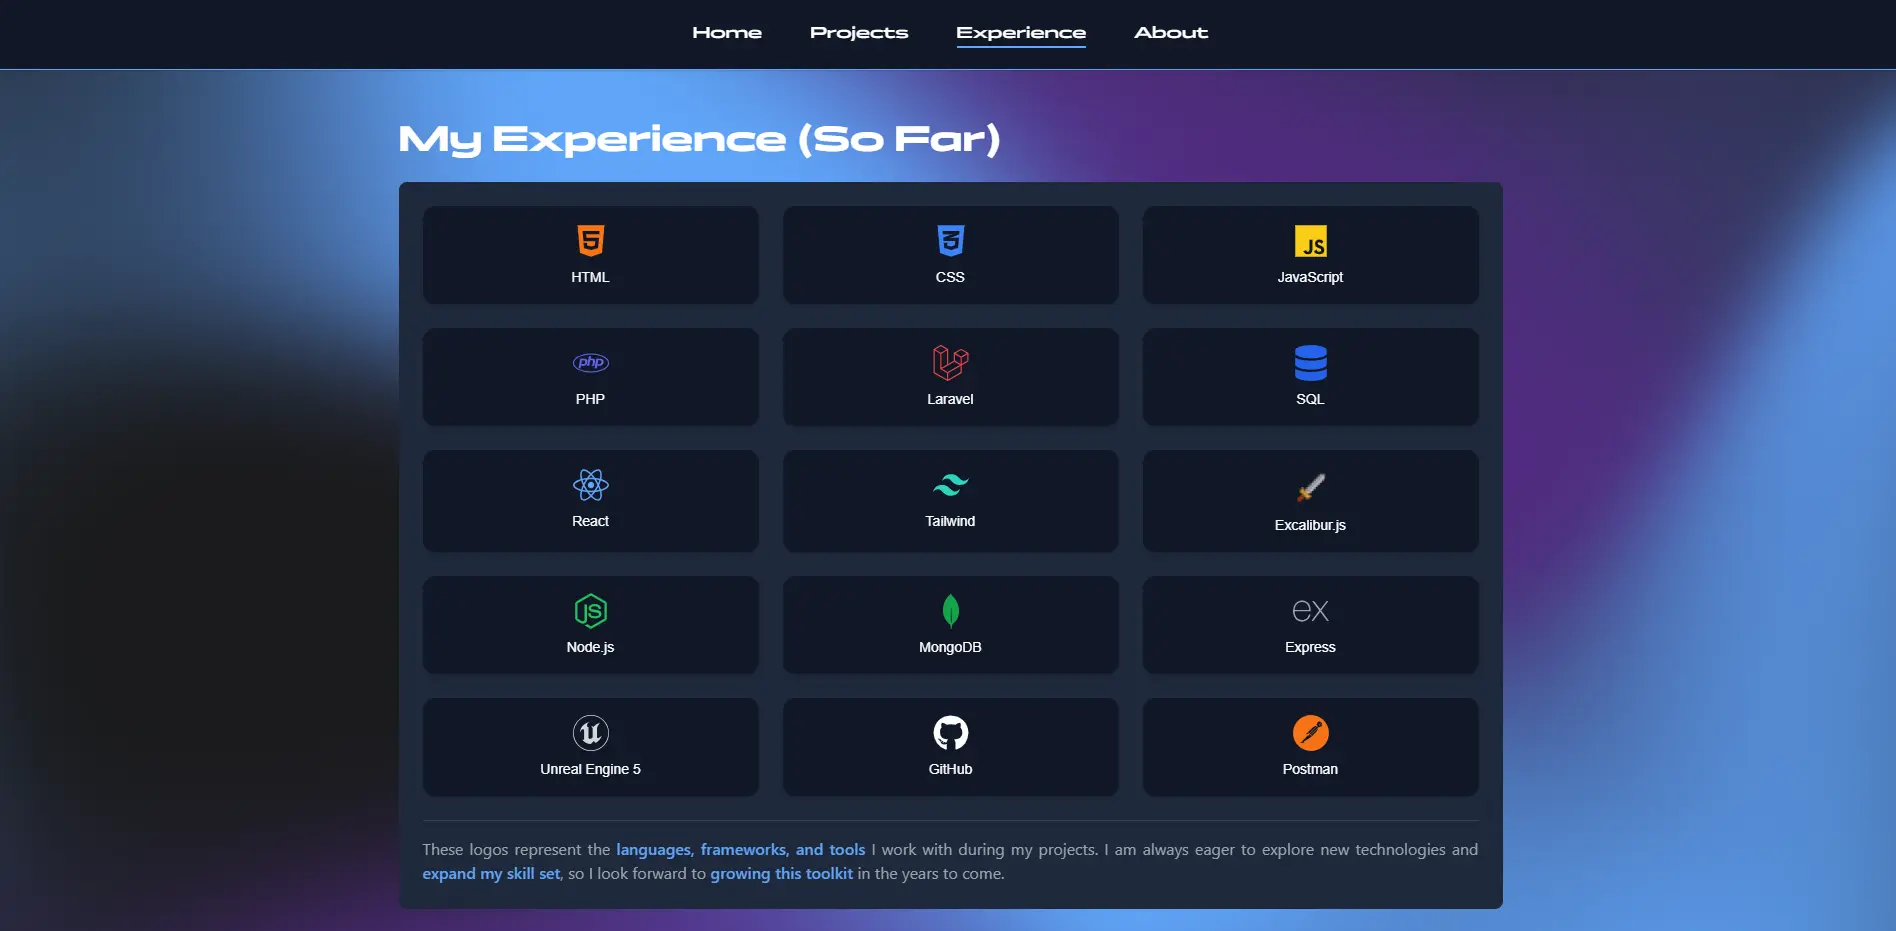 Home Projects Experience About
My Experience (So Far)
HTML CSS JavaScript
JS
php
PHP Laravel SQL
React Tailwind Excalibur.js
JS ex
Node.js MongoDB Express
Unreal Engine 5 GitHub Postman
These logos represent the languages, frameworks, and tools I work with during my projects. I am always eager to explore new technologies and
expand my skill set, so I look forward to growing this toolkit in the years to come.